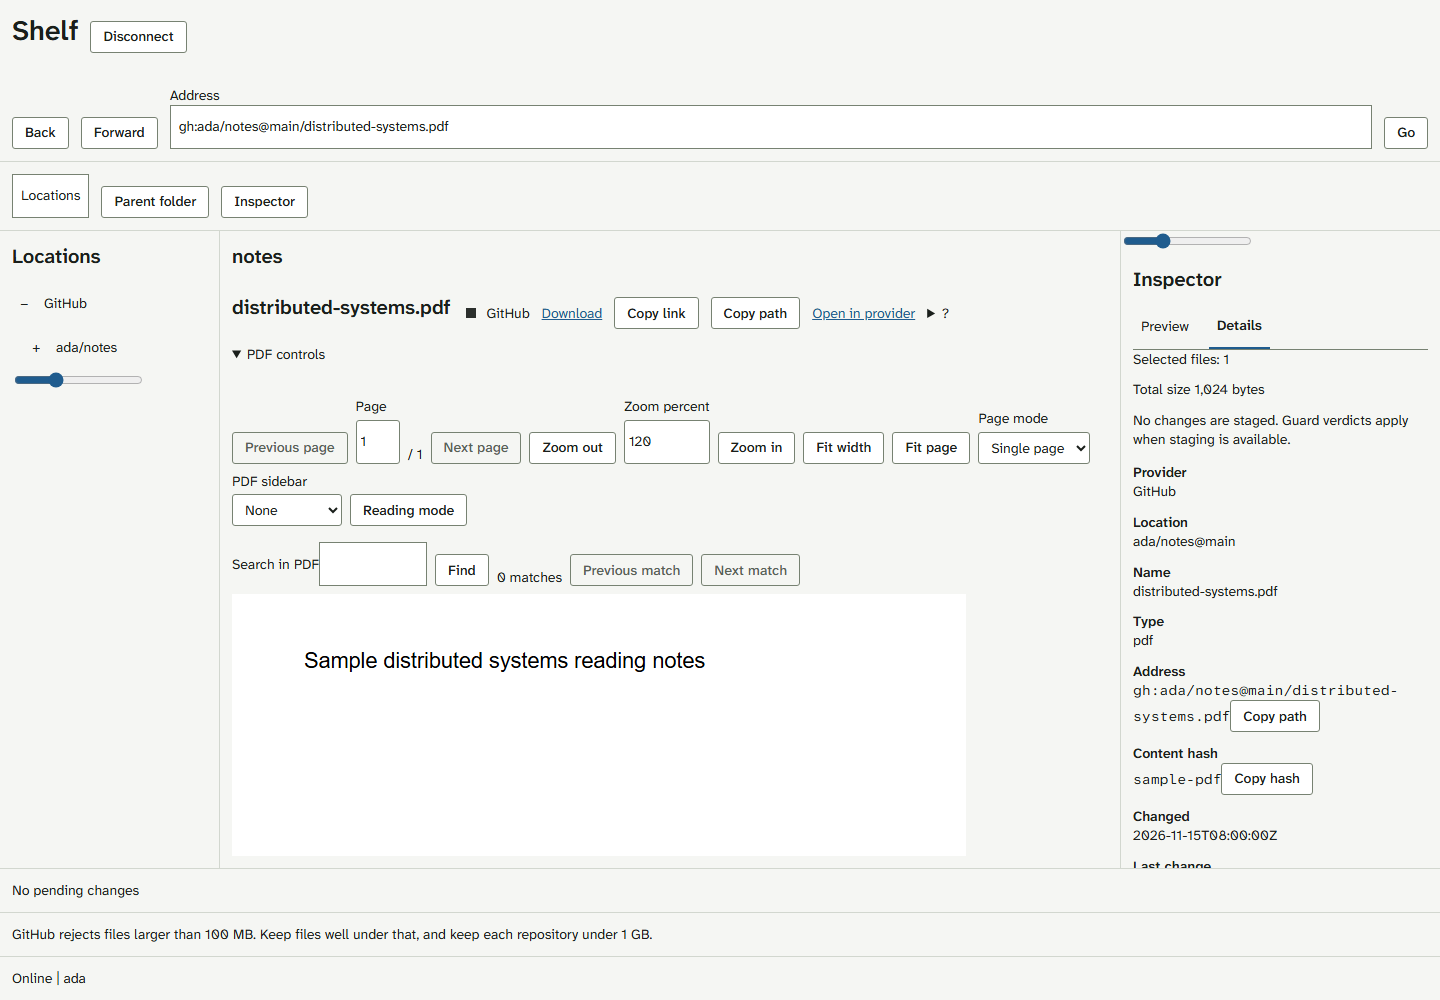 Shelf Disconnect
Address
Back Forward gh:ada/notes@main/distributed-systems.pdf Go
Locations Parent folder Inspector
Locations
– GitHub
+ ada/notes
notes
distributed-systems.pdf GitHub Download Copy link Copy path Open in provider ?
PDF controls
Previous page Page 1 / 1 Next page Zoom out Zoom percent 120 Zoom in Fit width Fit page Page mode Single page
PDF sidebar
None Reading mode
Search in PDF Find 0 matches Previous match Next match
Sample distributed systems reading notes
Inspector
Preview Details
Selected files: 1
Total size 1,024 bytes
No changes are staged. Guard verdicts apply
when staging is available.
Provider
GitHub
Location
ada/notes@main
Name
distributed-systems.pdf
Type
pdf
Address
gh:ada/notes@main/distributed-
systems.pdf Copy path
Content hash
sample-pdf Copy hash
Changed
2026-11-15T08:00:00Z
Last change
No pending changes
GitHub rejects files larger than 100 MB. Keep files well under that, and keep each repository under 1 GB.
Online | ada